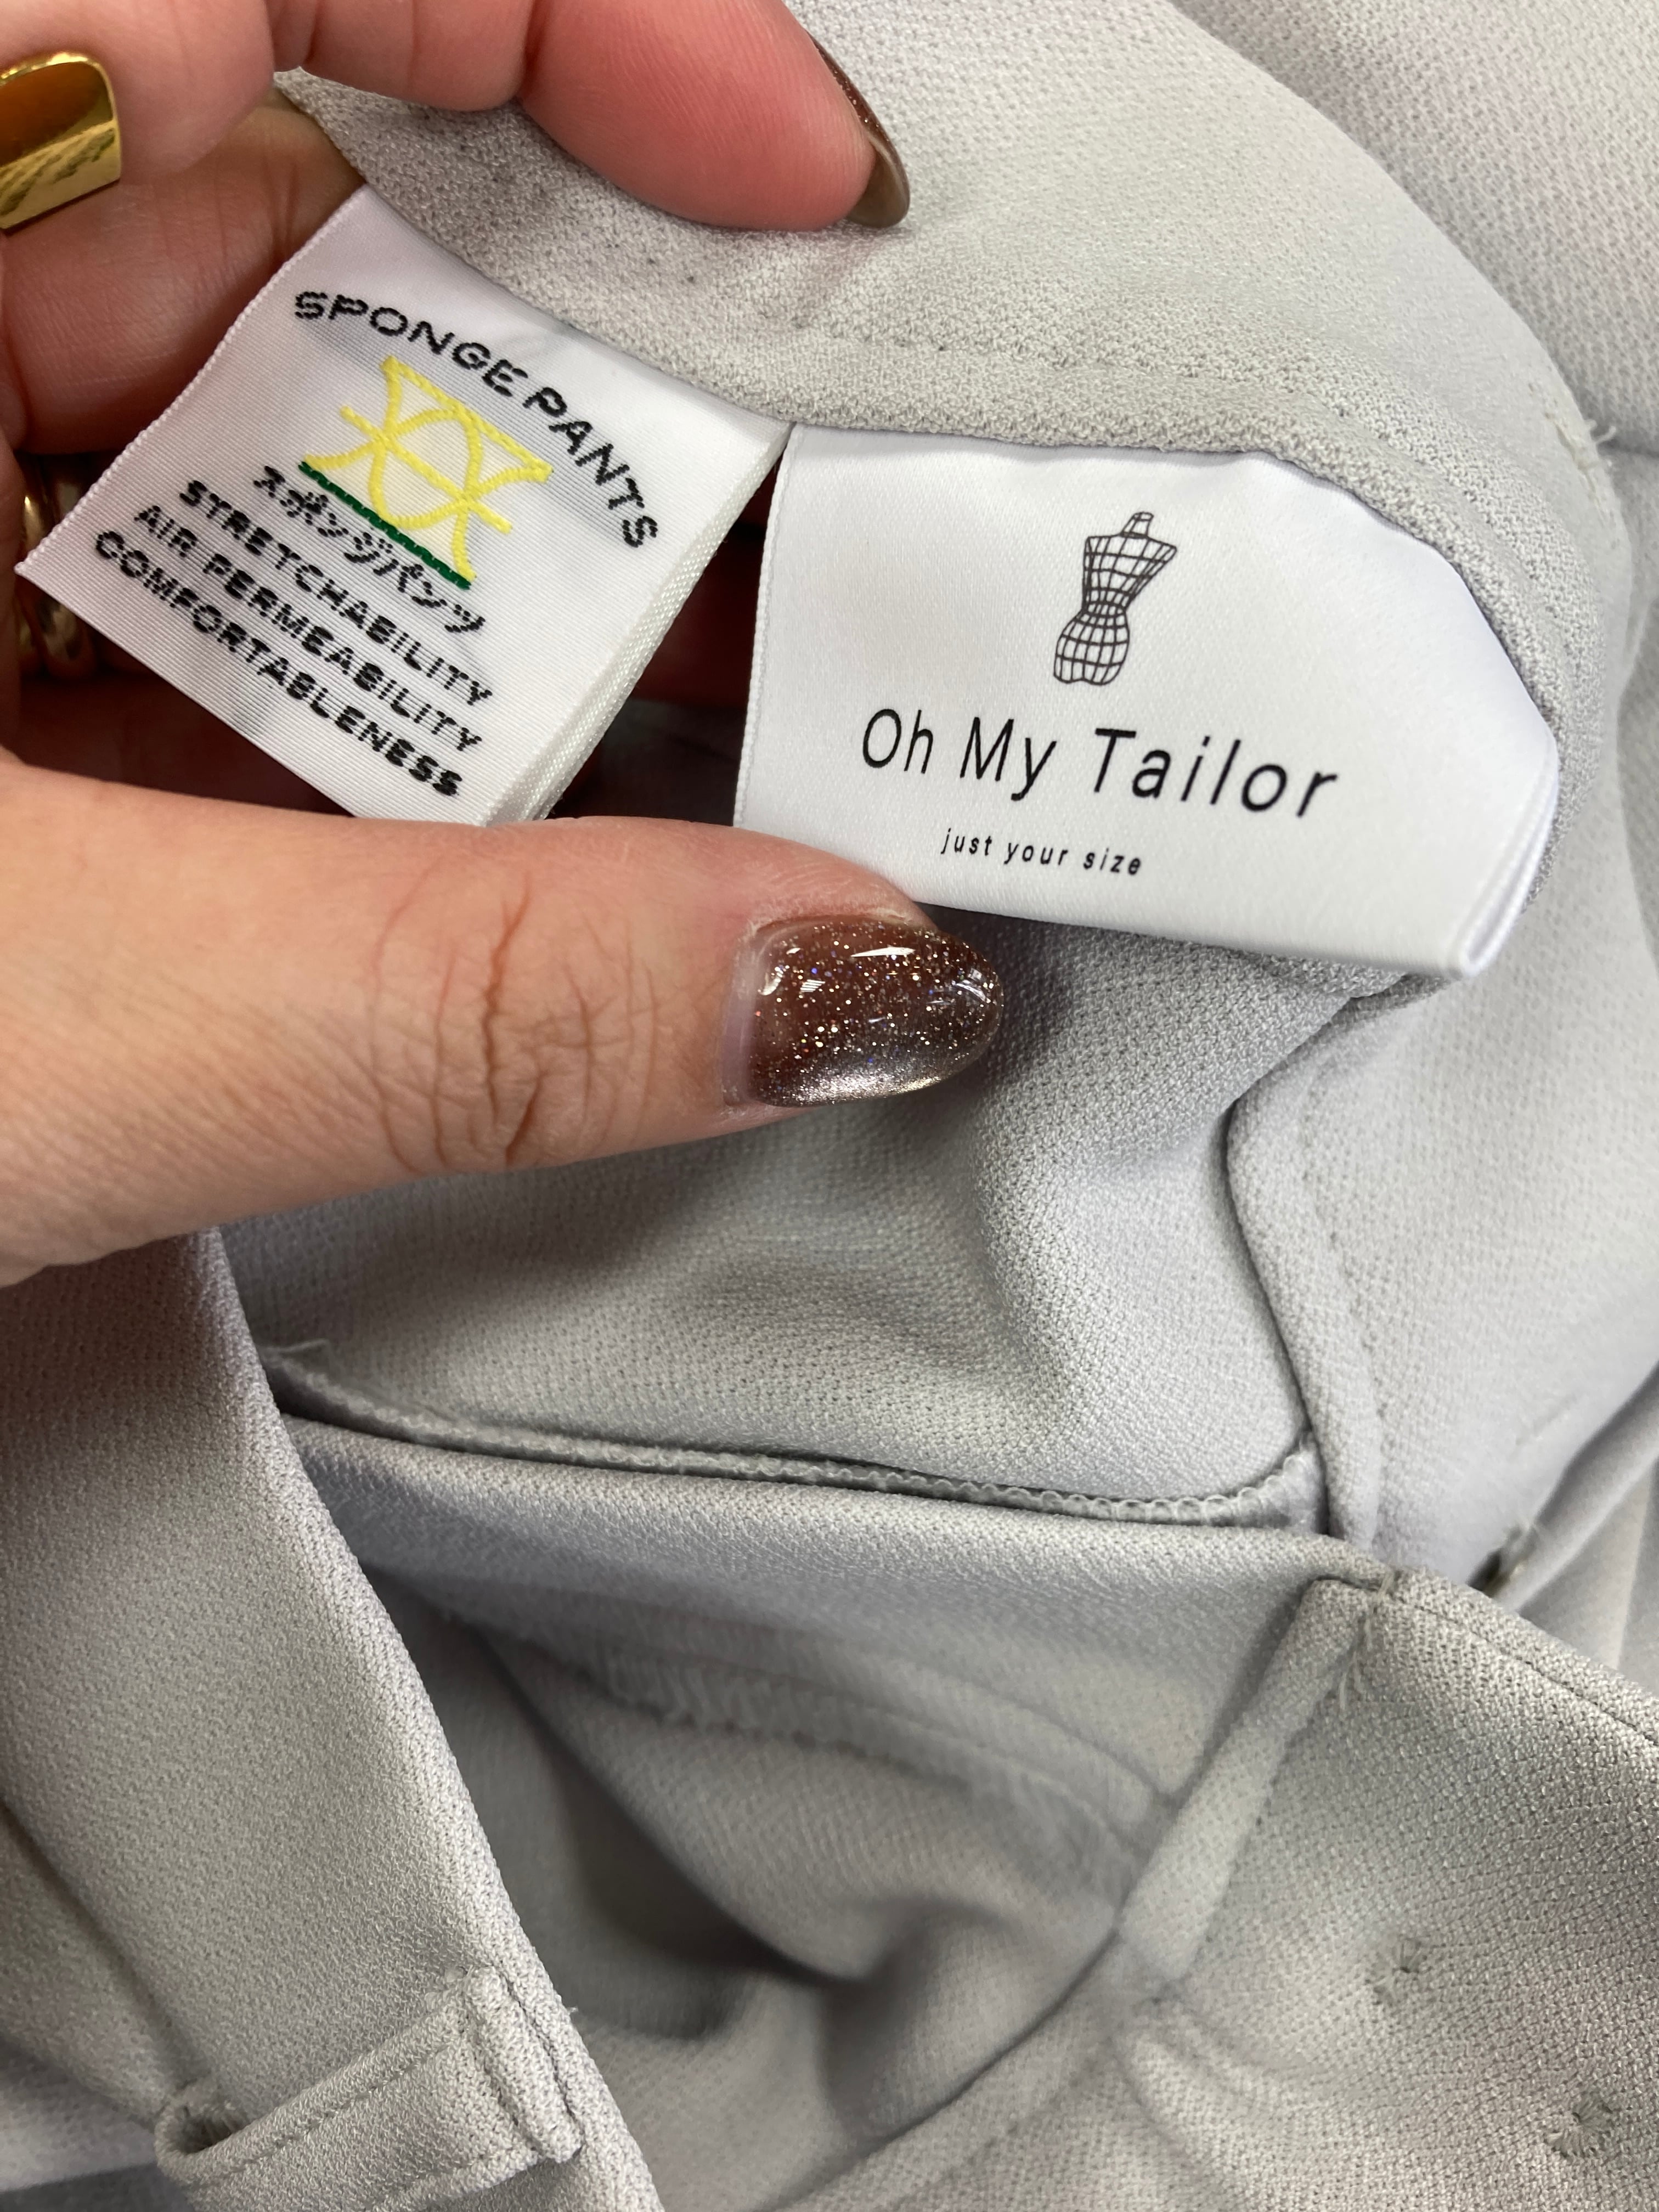 SPONGE PANTS
スポンジパンツ
STRETCHABILITY
AIR PERMEABILITY
COMFORTABLENESS
Oh My Tailor
just your size